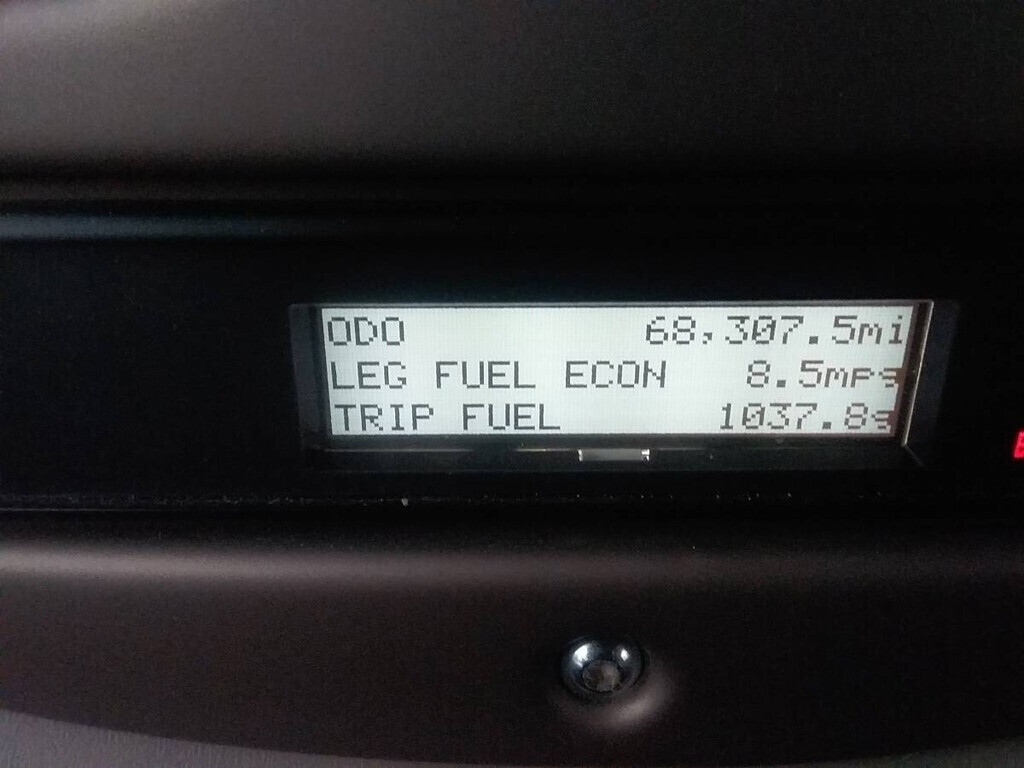 ODO 68,307.5mi
LEG FUEL ECON 8.5mpg
TRIP FUEL 1037.8g